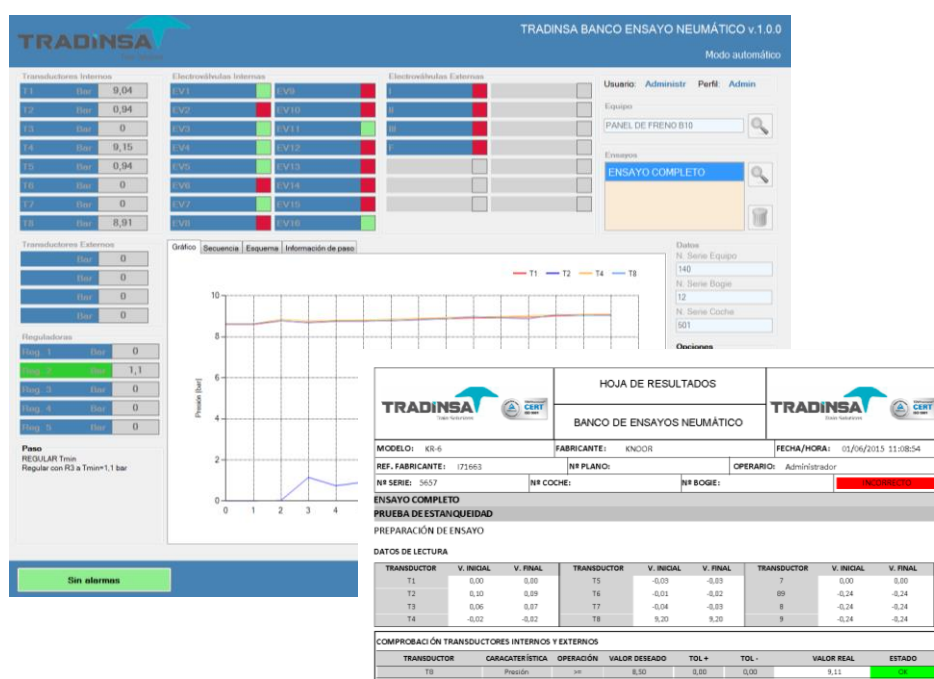 TRADINSA
TRADINSA BANCO ENSAYO NEUMÁTICO v.1.0.0
Modo automático
Transductores Internos
T1 Bar 9,04
T2 Bar 0,94
T3 Bar 0
T4 Bar 9,15
T5 Bar 0,94
T6 Bar 0
T7 Bar 0
T8 Bar 8,91
Electroválvulas Internas
EV1 EV9
EV2 EV10
EV3 EV11
EV4 EV12
EV5 EV13
EV6 EV14
EV7 EV15
EV8 EV16
Electroválvulas Externas
I
II
III
F
Usuario: Administr Perfil: Admin
Equipo
PANEL DE FRENO B10
Ensayos
ENSAYO COMPLETO
Transductores Externos
Bar 0
Bar 0
Bar 0
Bar 0
Reguladoras
Reg. 1 Bar 0
Reg. 2 Bar 1,1
Reg. 3 Bar 0
Reg. 4 Bar 0
Reg. 5 Bar 0
Paso
REGULAR Tmin
Regular con R3 a Tmin=1,1 bar
Sin alarmas
Gráfico Secuencia Esquema Información de paso
T1 T2 T4 T8
Presión [bar]
10
8
6
4
2
0
0 1 2 3 4
Datos
N. Serie Equipo
140
N. Serie Bogie
12
N. Serie Coche
501
Opciones
TRADINSA
Train Solutions
CERT
HOJA DE RESULTADOS
BANCO DE ENSAYOS NEUMÁTICO
TRADINSA
Train Solutions
CERT
MODELO: KR-6 FABRICANTE: KNOOR FECHA/HORA: 01/06/2015 11:08:54
REF. FABRICANTE: I71663 Nº PLANO: OPERARIO: Administrador
Nº SERIE: 5657 Nº COCHE: Nº BOGIE: INCORRECTO
ENSAYO COMPLETO
PRUEBA DE ESTANQUEIDAD
PREPARACIÓN DE ENSAYO
DATOS DE LECTURA
TRANSDUCTOR V. INICIAL V. FINAL TRANSDUCTOR V. INICIAL V. FINAL TRANSDUCTOR V. INICIAL V. FINAL
T1 0,00 0,00 T5 -0,03 -0,03 7 0,00 0,00
T2 0,10 0,09 T6 -0,01 -0,02 09 -0,24 -0,24
T3 0,06 0,07 T7 -0,04 -0,03 8 -0,24 -0,24
T4 -0,02 -0,02 T8 9,20 9,20 9 -0,24 -0,24
COMPROBACIÓN TRANSDUCTORES INTERNOS Y EXTERNOS
TRANSDUCTOR CARACATERÍSTICA OPERACIÓN VALOR DESEADO TOL + TOL - VALOR REAL ESTADO
T8 Presión >= 8,50 0,00 0,00 9,11 OK